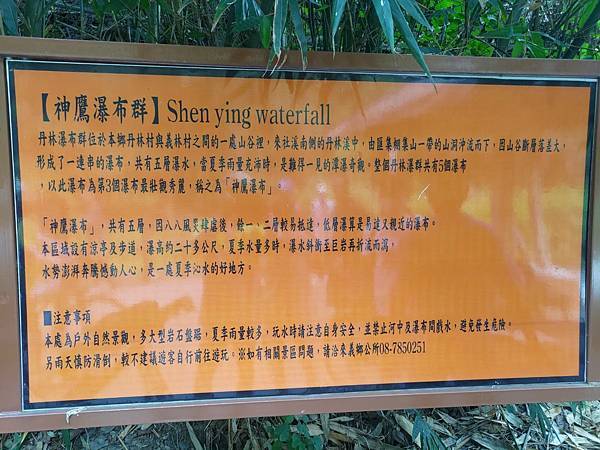 【神鷹瀑布群】Shen ying waterfall
丹林瀑布群位於本鄉丹林村與義林村之間的一處山谷裡,來社溪南側的丹林溪中,由匯集棚集山一帶的山洞沖流而下,因山谷斷層落差大,
形成了一連串的瀑布,共有五層瀑水,當夏季雨量充沛時,是難得一見的潭瀑奇觀。整個丹林瀑群共有5個瀑布
,以此瀑布為第3個瀑布最壯觀秀麗,稱之為「神鷹瀑布」。
「神鷹瀑布」,共有五層,因八八風災肆虐後,餘一、二層較易抵達,低層瀑算是易達又親近的瀑布。
本區域設有涼亭及步道,瀑高約二十多公尺,夏季水量多時,瀑水斜衝至巨岩再折流而瀉,
水勢澎湃奔騰憾動人心,是一處夏季沁水的好地方。
■注意事項
本處為戶外自然景觀,多大型岩石盤踞,夏季雨量較多,玩水時請注意自身安全,並禁止河中及瀑布間戲水,避免發生危險。
另雨天慎防滑倒,較不建議遊客自行前往遊玩。※如有相關景區問題,請洽來義鄉公所08-7850251